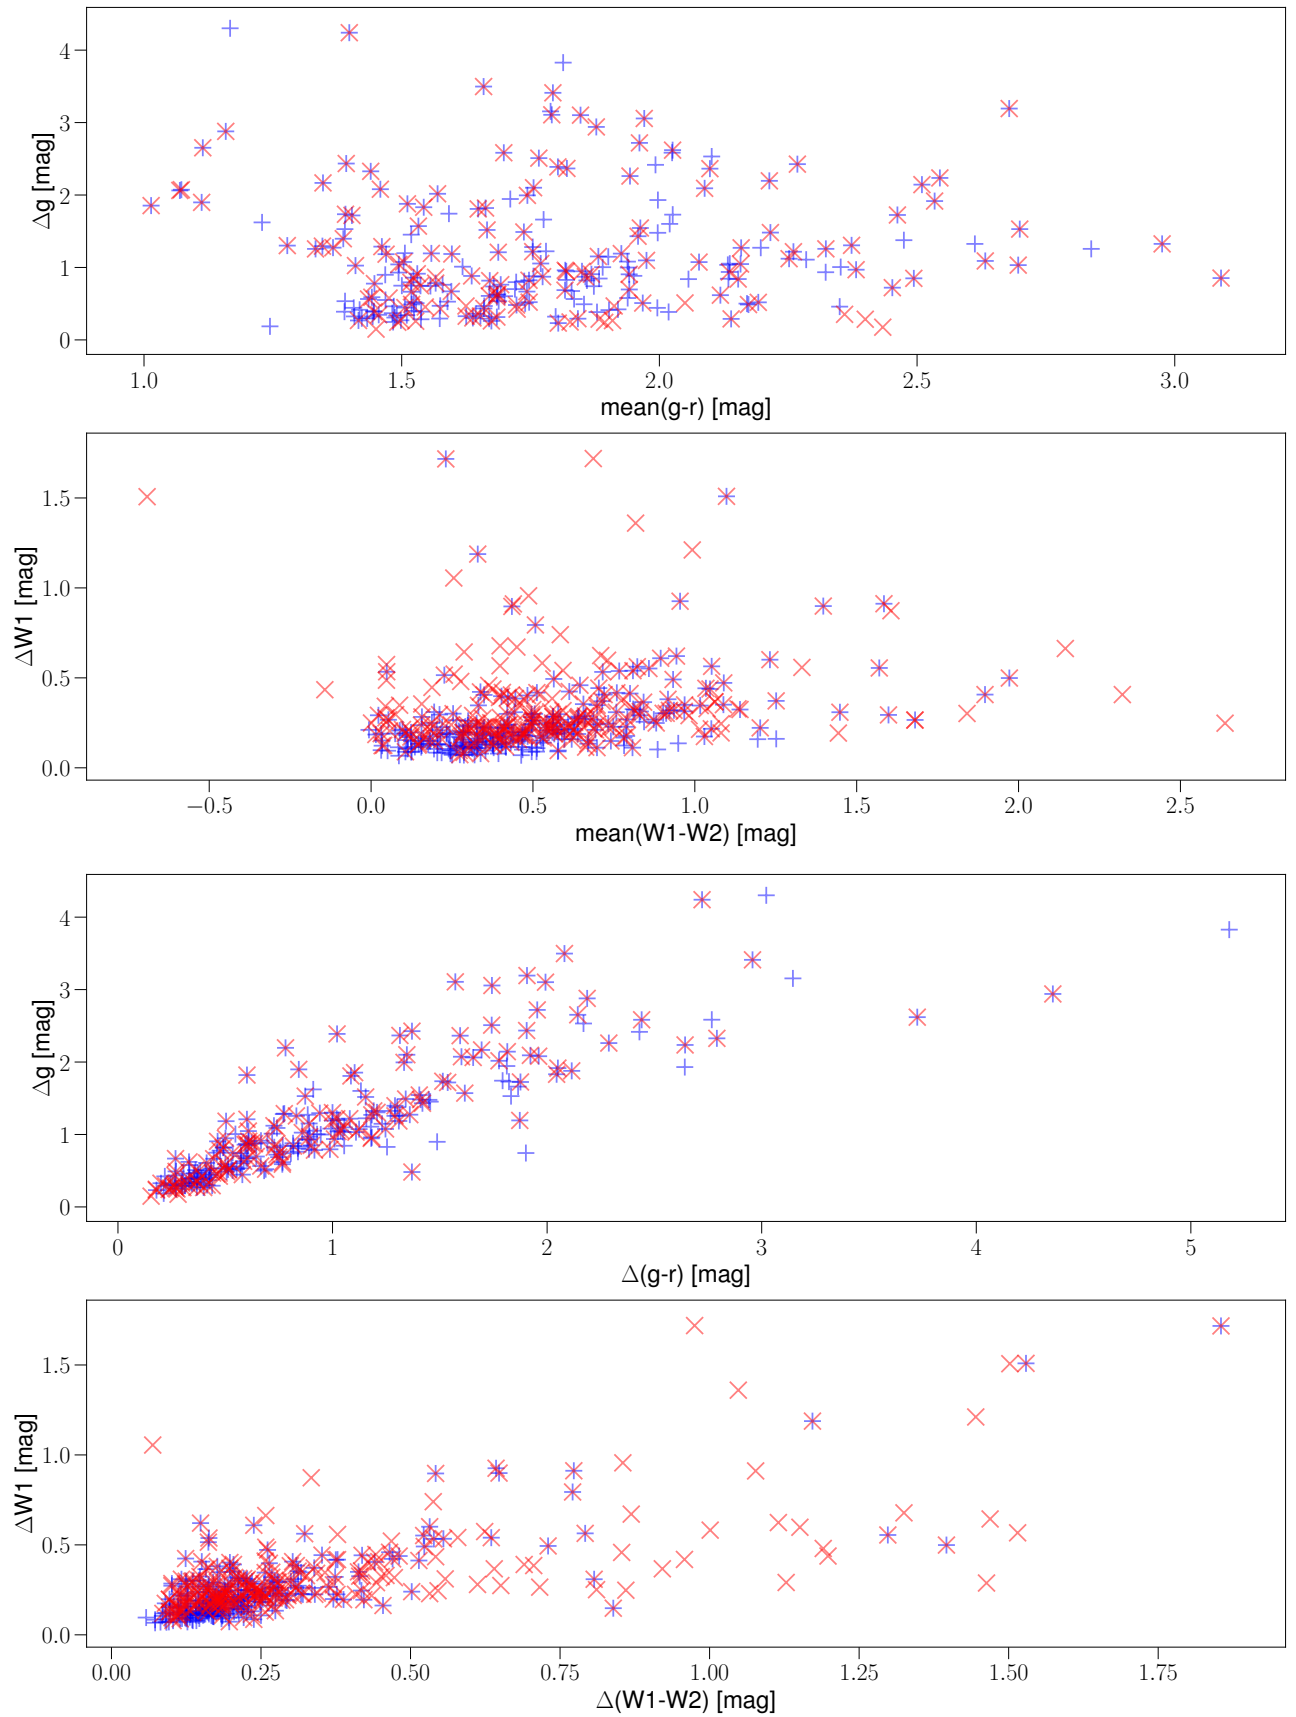 4
3
2
1
0
Δg [mag]
1.0 1.5 2.0 2.5 3.0
mean(g-r) [mag]
1.5
1.0
0.5
0.0
ΔW1 [mag]
−0.5 0.0 0.5 1.0 1.5 2.0 2.5
mean(W1-W2) [mag]
4
3
2
1
0
Δg [mag]
0 1 2 3 4 5
Δ(g-r) [mag]
1.5
1.0
0.5
0.0
ΔW1 [mag]
0.00 0.25 0.50 0.75 1.00 1.25 1.50 1.75
Δ(W1-W2) [mag]